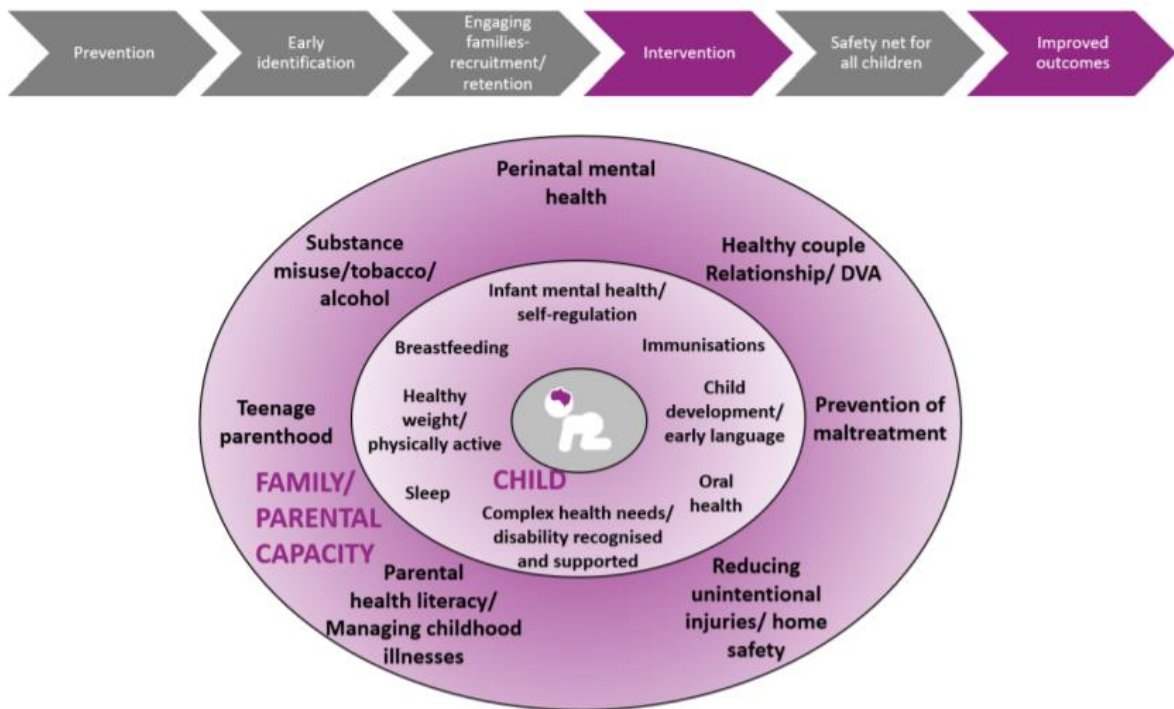 Prevention
Early
identification
Engaging
families-
recruitment/
retention
Intervention
Safety net for
all children
Improved
outcomes
Perinatal mental
health
Substance
misuse/tobacco/
alcohol
Healthy couple
Relationship/ DVA
Infant mental health/
self-regulation
Breastfeeding
Immunisations
Teenage
parenthood
Healthy
weight/
physically active
Child
development/
early language
Prevention of
maltreatment
FAMILY/
PARENTAL
CAPACITY
Sleep
CHILD
Oral
health
Complex health needs/
disability recognised
and supported
Parental
health literacy/
Managing childhood
illnesses
Reducing
unintentional
injuries/ home
safety